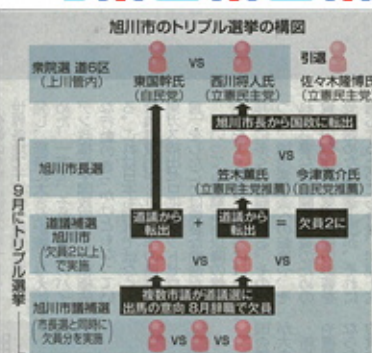 旭川市のトリプル選挙の構図
衆院選 道6区
(上川管内)
東国幹氏
(自民党)
vs
西川将人氏
(立憲民主党)
引退
佐々木隆博氏
(立憲民主党
旭川市長から国政に転出
9月にトリプル選挙
旭川市長選
笠木薫氏
(立憲民主党推薦)
vs
今津寛介氏
(自民党推薦)
道議補選
旭川市
(欠員2以上)
で実施
道議から
転出
+
道議から
転出
=
欠員2に
vs
vs
旭川市議補選
(市長選と同時に
欠員分を実施)
複数市議が道議選に
出馬の意向 8月辞職で欠員
vs
vs